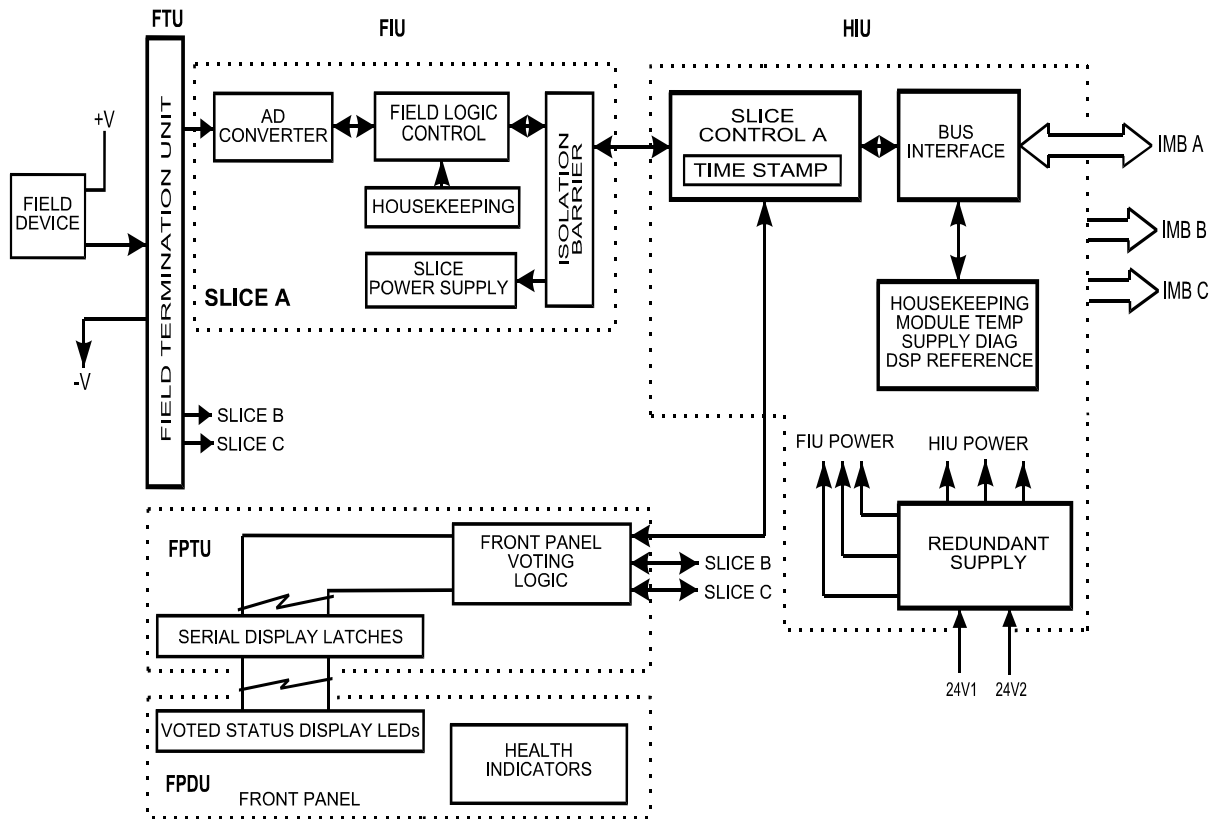 FTU
FIU
HIU
+V
FIELD
DEVICE
-V
FIELD TERMINATION UNIT
AD
CONVERTER
FIELD LOGIC
CONTROL
HOUSEKEEPING
SLICE
POWER SUPPLY
ISOLATION
BARRIER
SLICE A
SLICE
CONTROL A
TIME STAMP
BUS
INTERFACE
IMB A
IMB B
IMB C
HOUSEKEEPING
MODULE TEMP
SUPPLY DIAG
DSP REFERENCE
SLICE B
SLICE C
FIU POWER
HIU POWER
REDUNDANT
SUPPLY
24V1
24V2
FPTU
FRONT PANEL
VOTING
LOGIC
SLICE B
SLICE C
SERIAL DISPLAY LATCHES
VOTED STATUS DISPLAY LEDs
HEALTH
INDICATORS
FPDU
FRONT PANEL